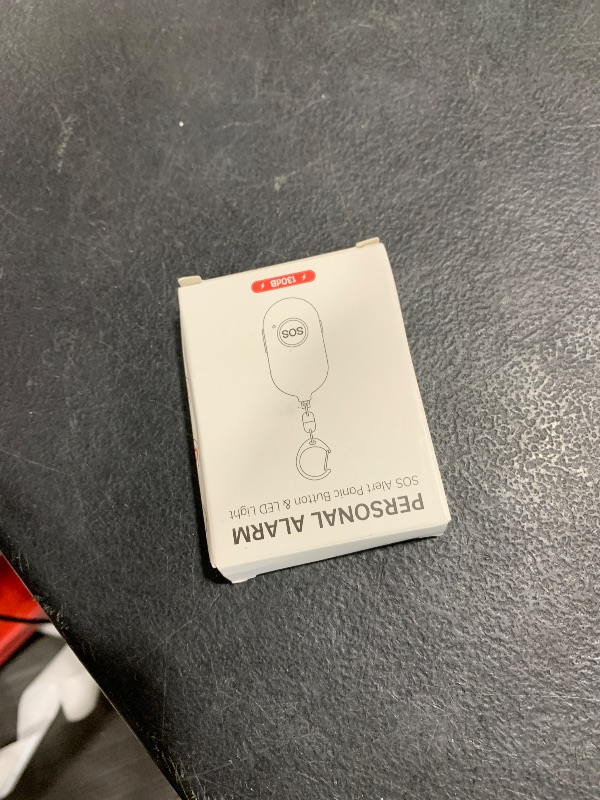 PERSONAL ALARM
SOS Alert Panic Button & LED Light
SOS
130dB